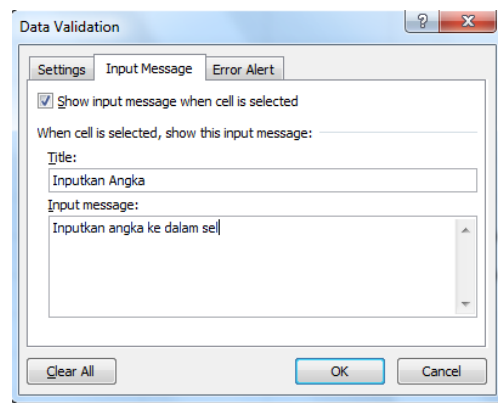 Data Validation
Settings Input Message Error Alert
Show input message when cell is selected
When cell is selected, show this input message:
Title:
Inputkan Angka
Input message:
Inputkan angka ke dalam sel
Clear All OK Cancel